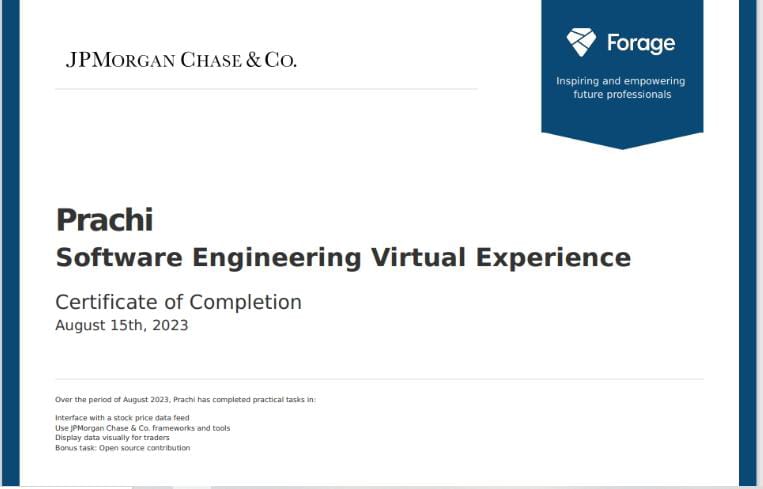 JPMORGAN CHASE & CO.
Forage
Inspiring and empowering
future professionals
Prachi
Software Engineering Virtual Experience
Certificate of Completion
August 15th, 2023
Over the period of August 2023, Prachi has completed practical tasks in:
Interface with a stock price data feed
Use JPMorgan Chase & Co. frameworks and tools
Display data visually for traders
Bonus task: Open source contribution